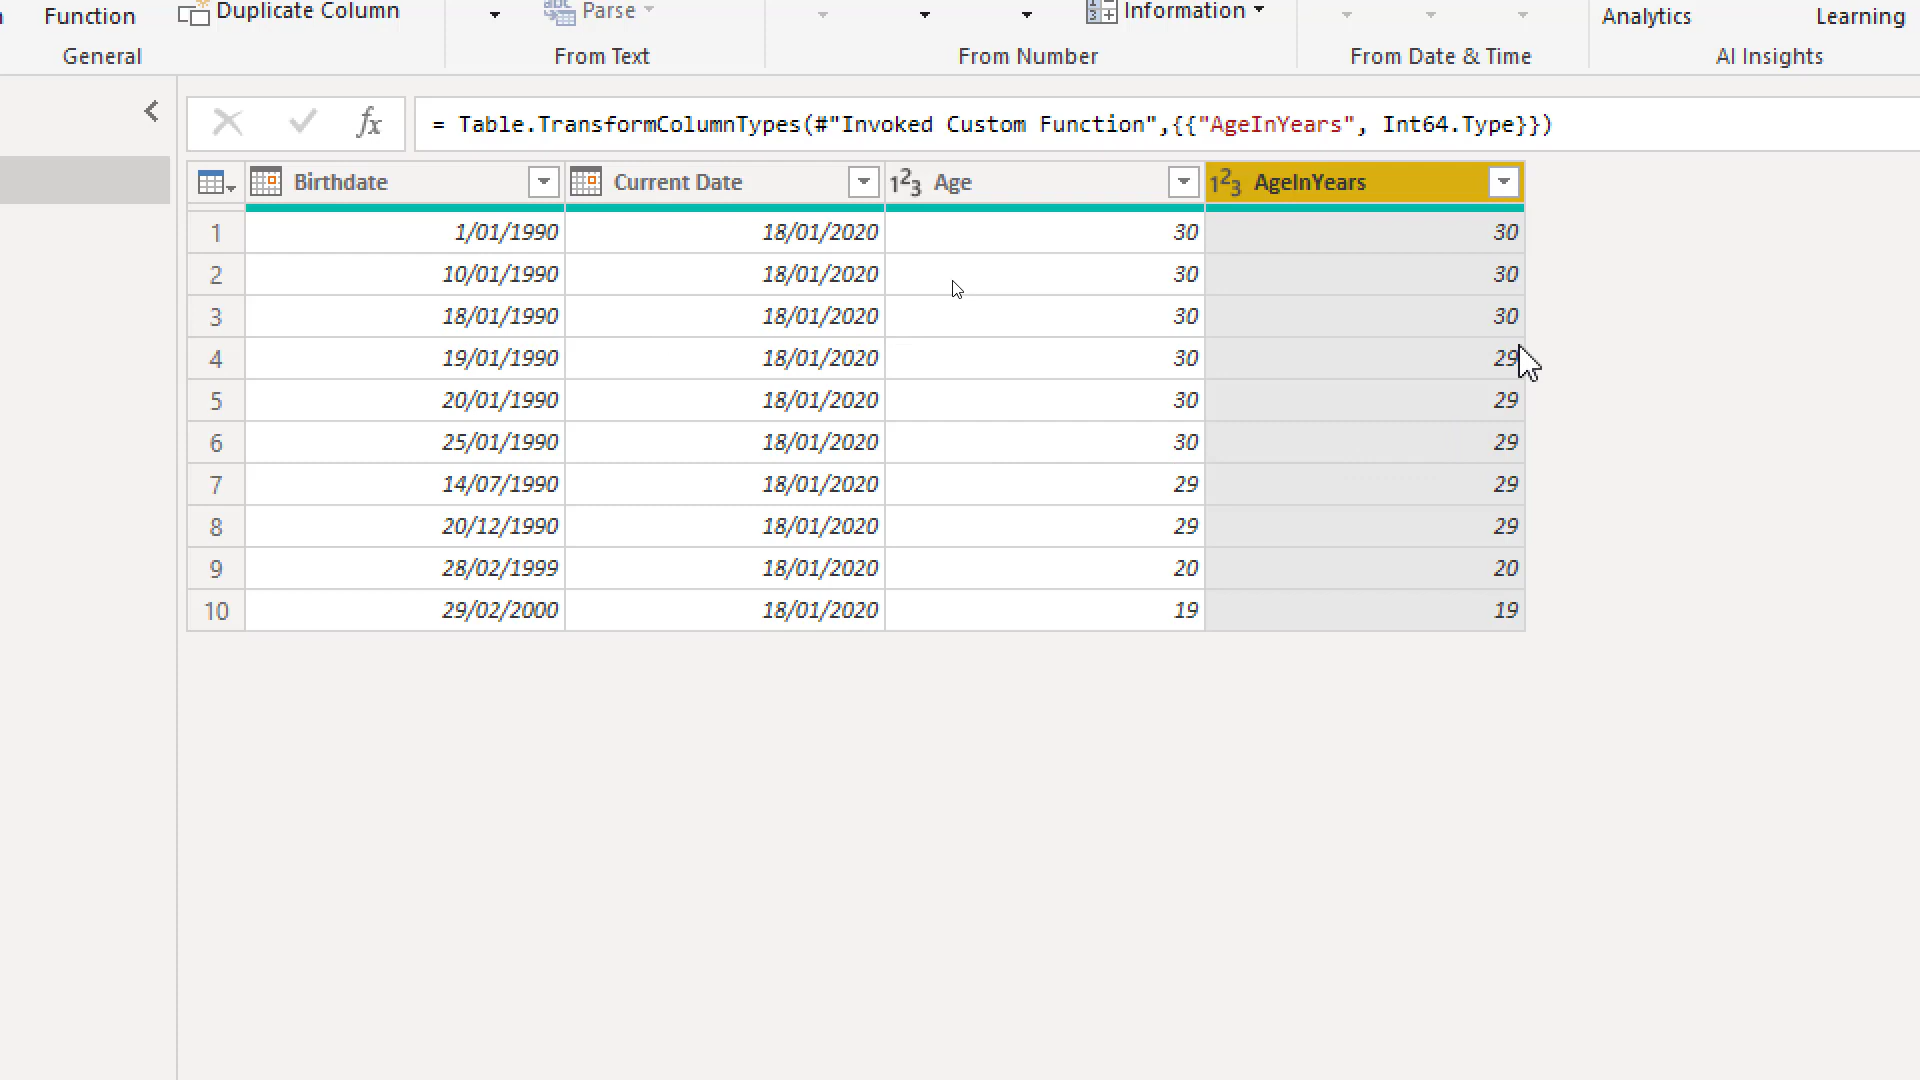 Function
Duplicate Column
Parse
Information
Analytics
Learning
General
From Text
From Number
From Date & Time
AI Insights
fx
= Table.TransformColumnTypes(#"Invoked Custom Function",{{"AgeInYears", Int64.Type}})
Birthdate
Current Date
123 Age
123 AgeInYears
1 1/01/1990 18/01/2020 30 30
2 10/01/1990 18/01/2020 30 30
3 18/01/1990 18/01/2020 30 30
4 19/01/1990 18/01/2020 30 29
5 20/01/1990 18/01/2020 30 29
6 25/01/1990 18/01/2020 30 29
7 14/07/1990 18/01/2020 29 29
8 20/12/1990 18/01/2020 29 29
9 28/02/1999 18/01/2020 20 20
10 29/02/2000 18/01/2020 19 19